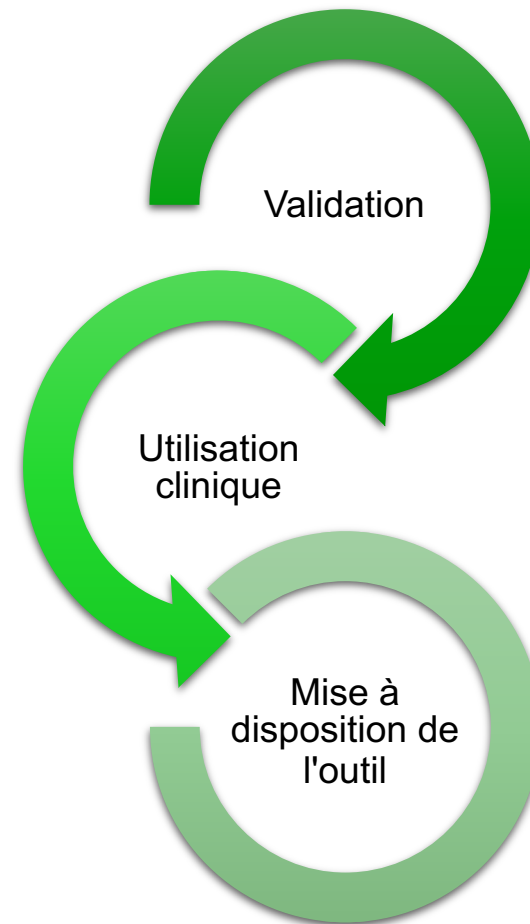 Validation
Utilisation
clinique
Mise à
disposition de
l'outil